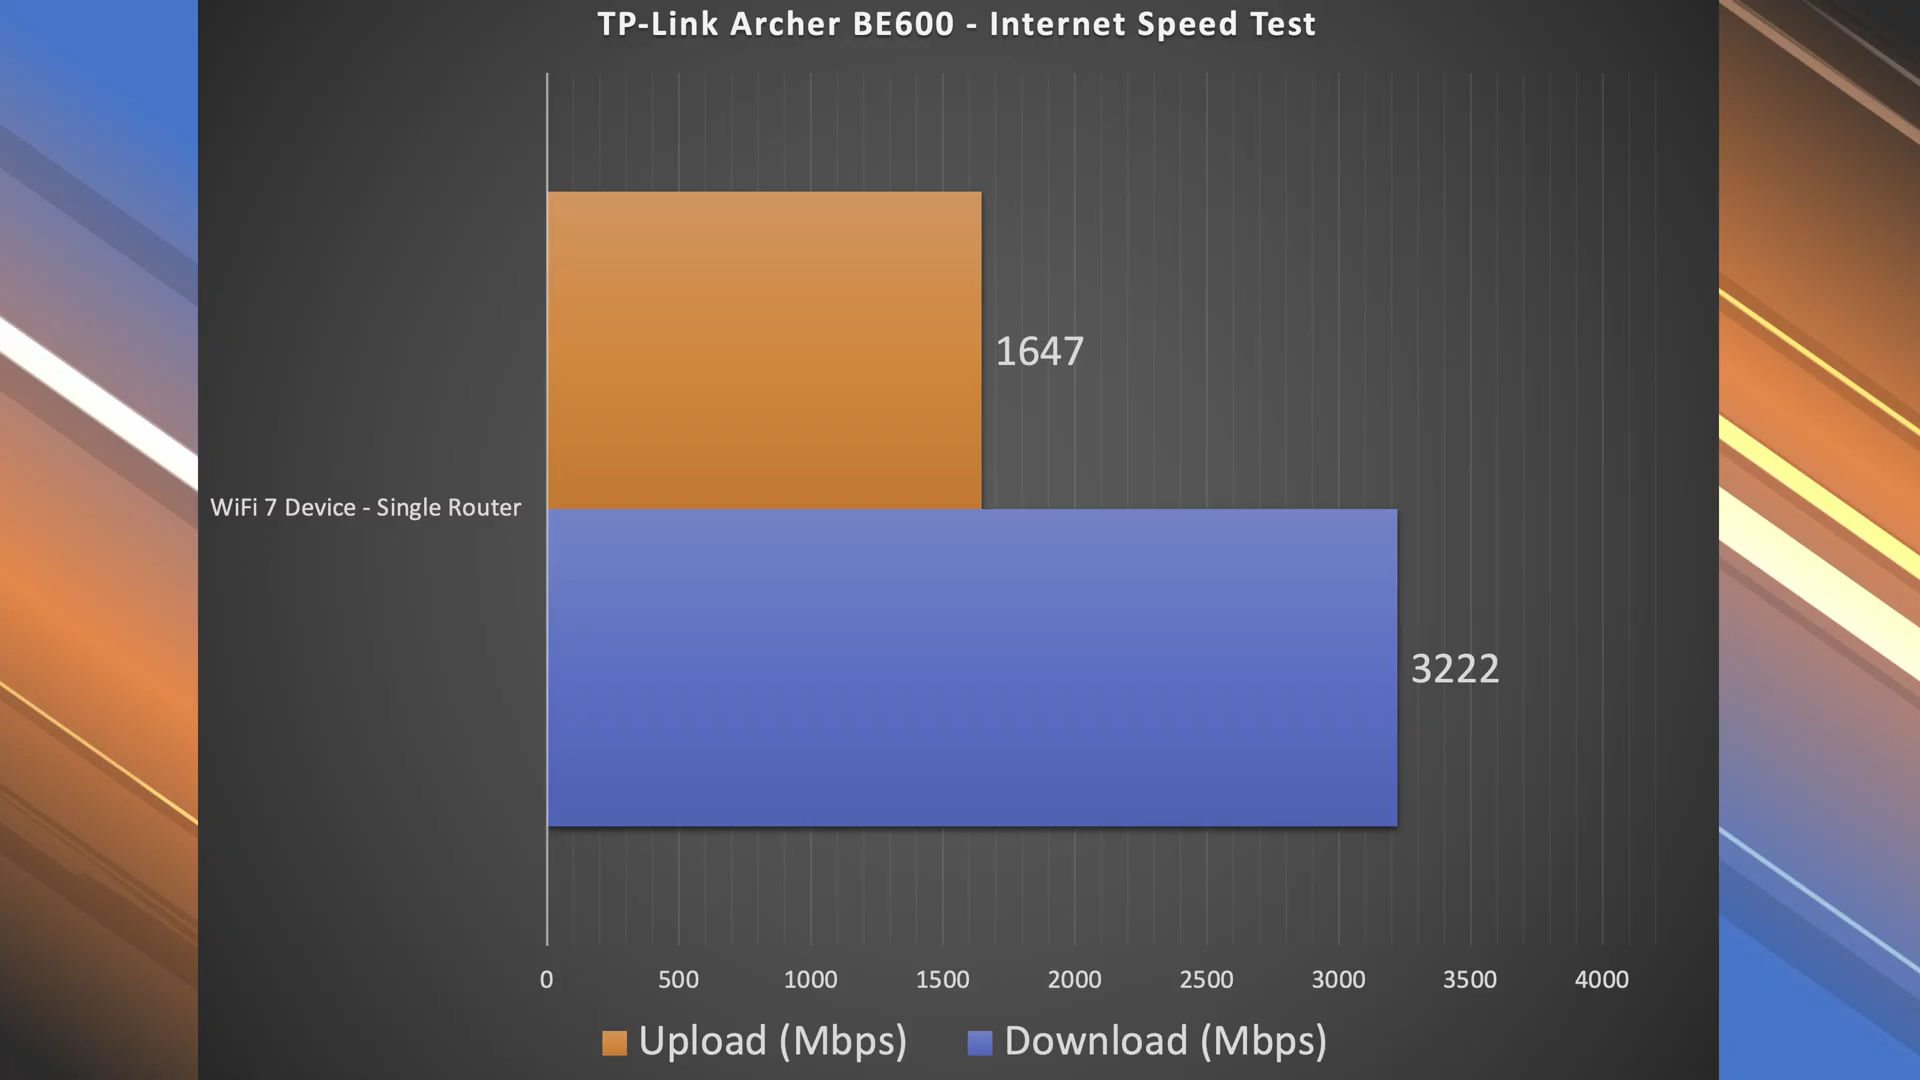 TP-Link Archer BE600 - Internet Speed Test
1647
WiFi 7 Device - Single Router
3222
0 500 1000 1500 2000 2500 3000 3500 4000
Upload (Mbps) Download (Mbps)